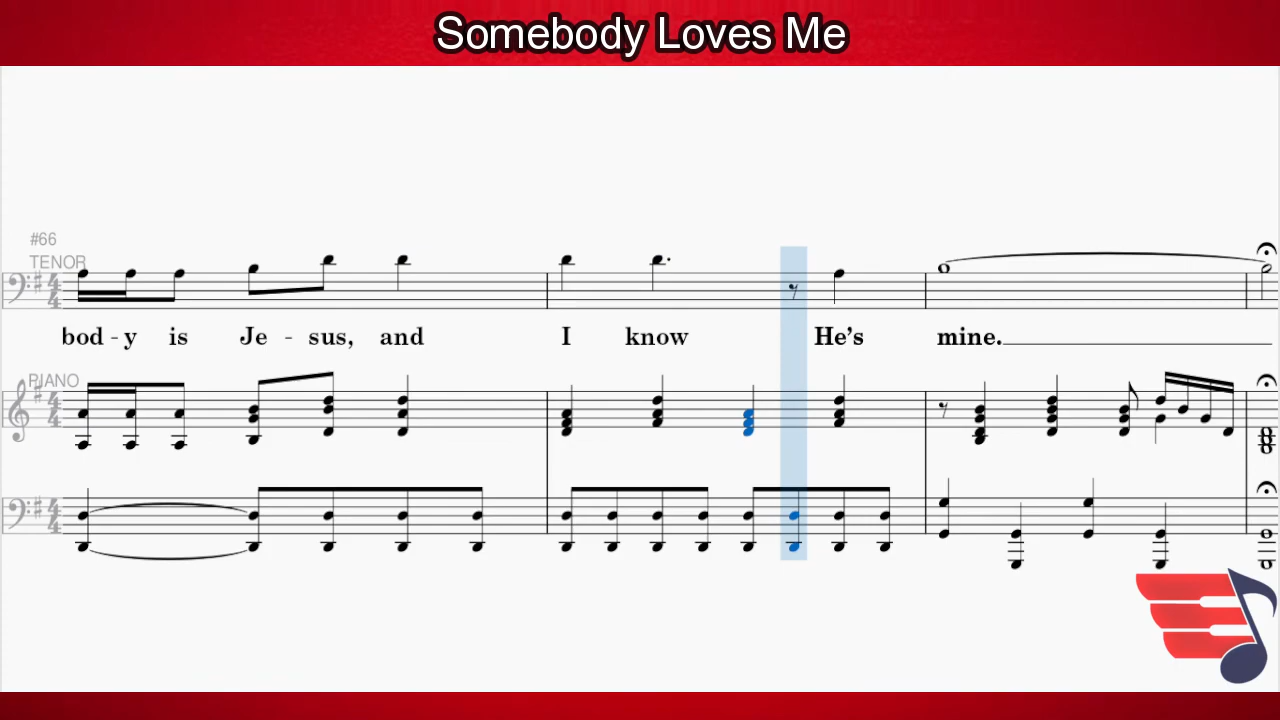 Somebody Loves Me
#66
TENOR
bod - y is Je - sus, and I know He's mine.
PIANO